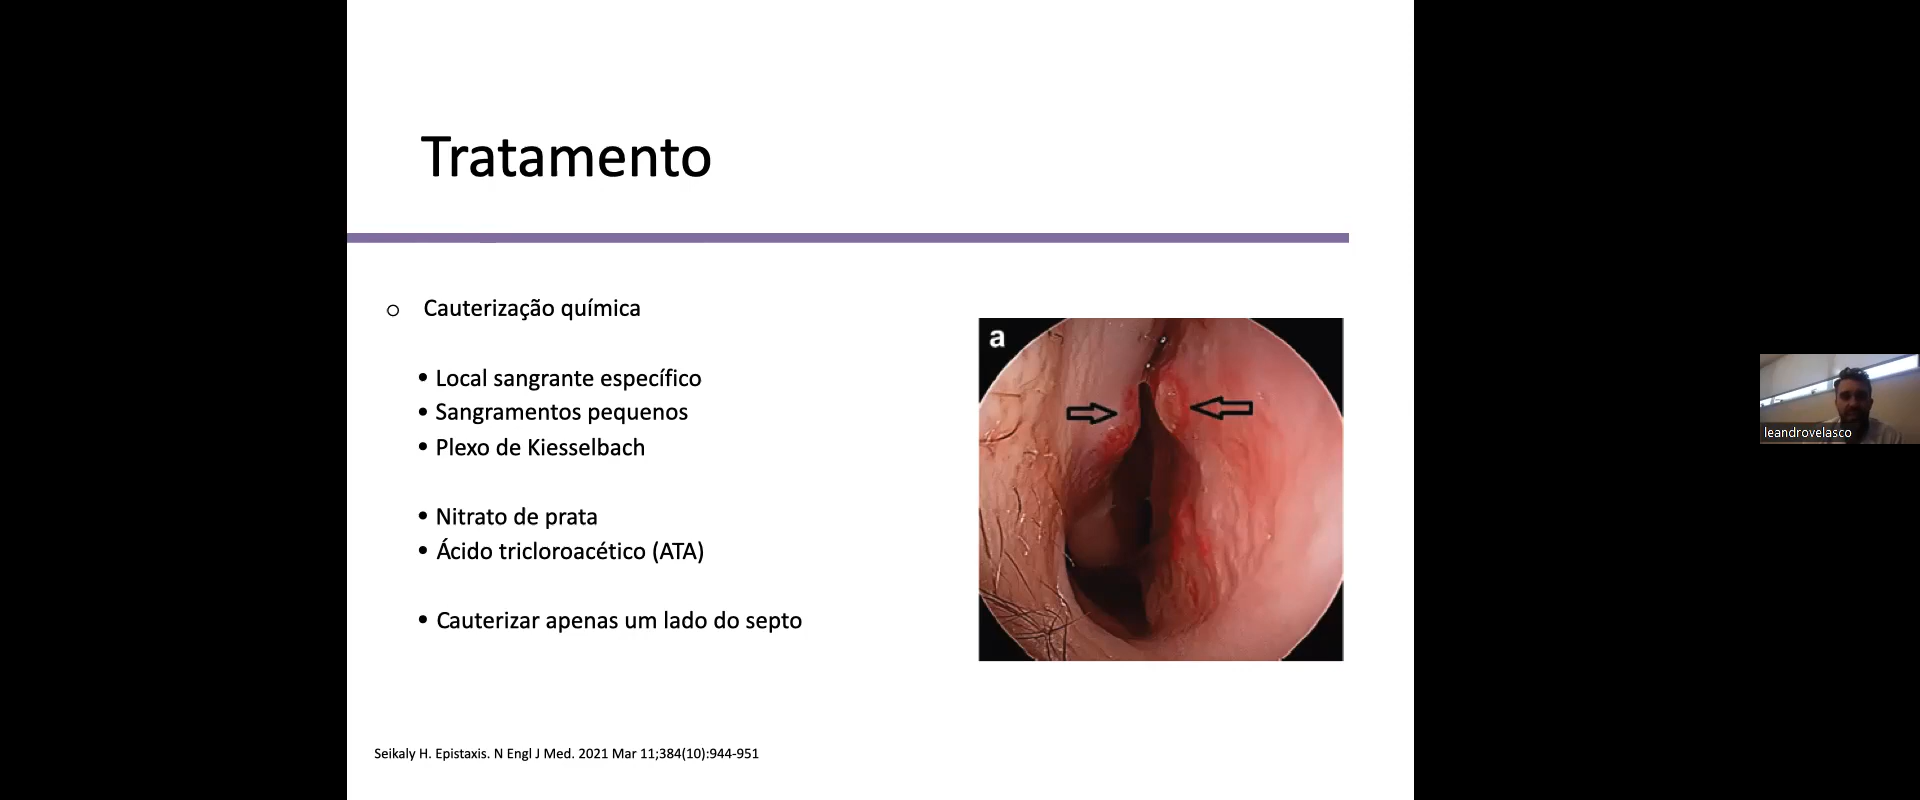 Tratamento
Cauterização química
• Local sangrante específico
• Sangramentos pequenos
• Plexo de Kiesselbach
• Nitrato de prata
• Ácido tricloroacético (ATA)
• Cauterizar apenas um lado do septo
a
leandrovelasco
Seikaly H. Epistaxis. N Engl J Med. 2021 Mar 11;384(10):944-951